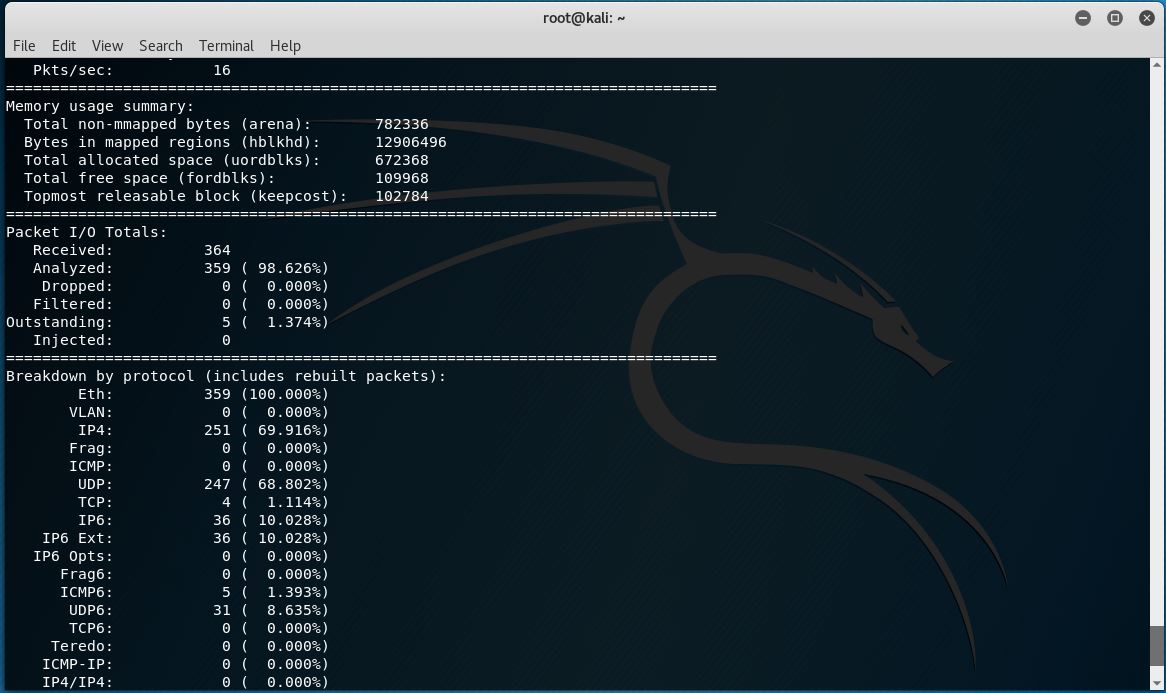 root@kali: ~
File Edit View Search Terminal Help
Pkts/sec: 16
===============================================================================
Memory usage summary:
Total non-mmapped bytes (arena): 782336
Bytes in mapped regions (hblkhd): 12906496
Total allocated space (uordblks): 672368
Total free space (fordblks): 109968
Topmost releasable block (keepcost): 102784
===============================================================================
Packet I/O Totals:
Received: 364
Analyzed: 359 ( 98.626%)
Dropped: 0 ( 0.000%)
Filtered: 0 ( 0.000%)
Outstanding: 5 ( 1.374%)
Injected: 0
===============================================================================
Breakdown by protocol (includes rebuilt packets):
Eth: 359 (100.000%)
VLAN: 0 ( 0.000%)
IP4: 251 ( 69.916%)
Frag: 0 ( 0.000%)
ICMP: 0 ( 0.000%)
UDP: 247 ( 68.802%)
TCP: 4 ( 1.114%)
IP6: 36 ( 10.028%)
IP6 Ext: 36 ( 10.028%)
IP6 Opts: 0 ( 0.000%)
Frag6: 0 ( 0.000%)
ICMP6: 5 ( 1.393%)
UDP6: 31 ( 8.635%)
TCP6: 0 ( 0.000%)
Teredo: 0 ( 0.000%)
ICMP-IP: 0 ( 0.000%)
IP4/IP4: 0 ( 0.000%)